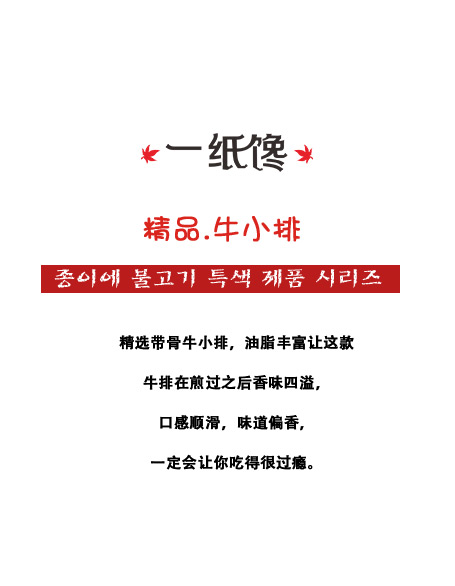 一纸馋
精品.牛小排
종이에 불고기 특색 제품 시리즈
精选带骨牛小排，油脂丰富让这款
牛排在煎过之后香味四溢，
口感顺滑，味道偏香，
一定会让你吃得很过瘾。